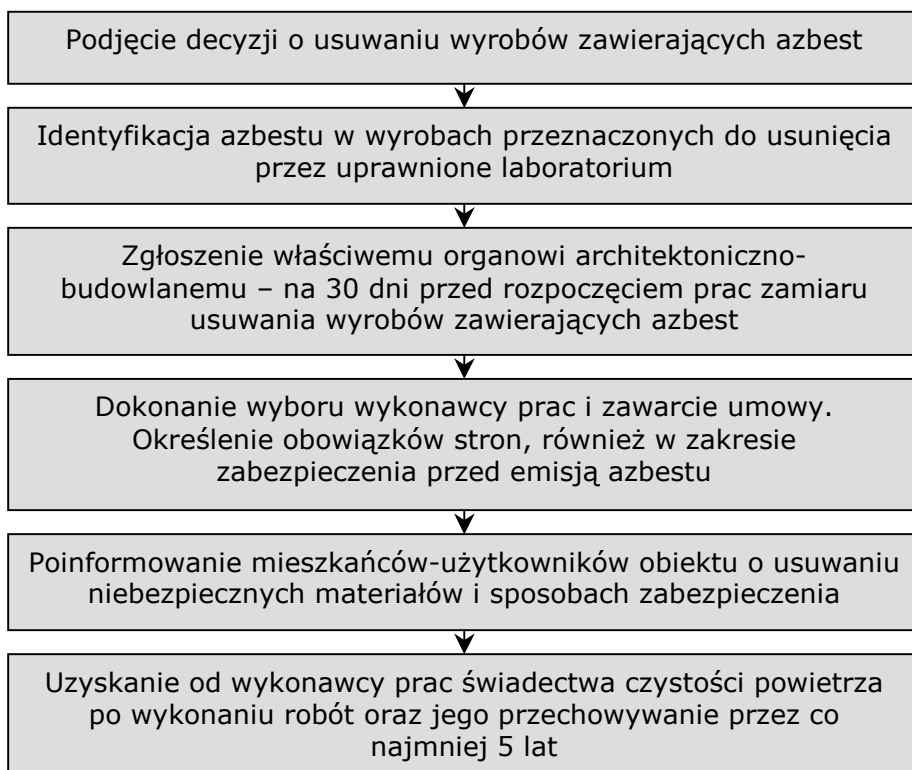 Podjęcie decyzji o usuwaniu wyrobów zawierających azbest
Identyfikacja azbestu w wyrobach przeznaczonych do usunięcia
przez uprawnione laboratorium
Zgłoszenie właściwemu organowi architektoniczno-
budowlanemu – na 30 dni przed rozpoczęciem prac zamiaru
usuwania wyrobów zawierających azbest
Dokonanie wyboru wykonawcy prac i zawarcie umowy.
Określenie obowiązków stron, również w zakresie
zabezpieczenia przed emisją azbestu
Poinformowanie mieszkańców-użytkowników obiektu o usuwaniu
niebezpiecznych materiałów i sposobach zabezpieczenia
Uzyskanie od wykonawcy prac świadectwa czystości powietrza
po wykonaniu robót oraz jego przechowywanie przez co
najmniej 5 lat